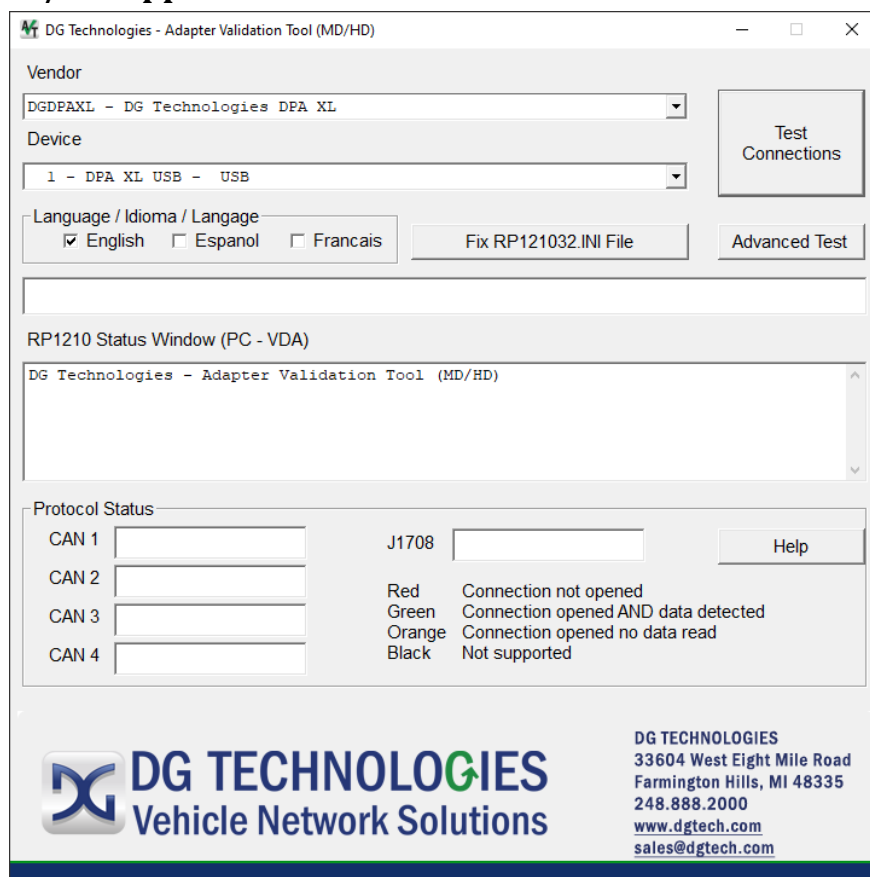 DG Technologies - Adapter Validation Tool (MD/HD)
Vendor
DGDPAXL - DG Technologies DPA XL
Test
Connections
Device
1 - DPA XL USB - USB
Language / Idioma / Langage
English Espanol Francais
Fix RP121032.INI File
Advanced Test
RP1210 Status Window (PC - VDA)
DG Technologies - Adapter Validation Tool (MD/HD)
Protocol Status
CAN 1
CAN 2
CAN 3
CAN 4
J1708
Help
Red Connection not opened
Green Connection opened AND data detected
Orange Connection opened no data read
Black Not supported
DG TECHNOLOGIES
Vehicle Network Solutions
DG TECHNOLOGIES
33604 West Eight Mile Road
Farmington Hills, MI 48335
248.888.2000
www.dgtech.com
sales@dgtech.com